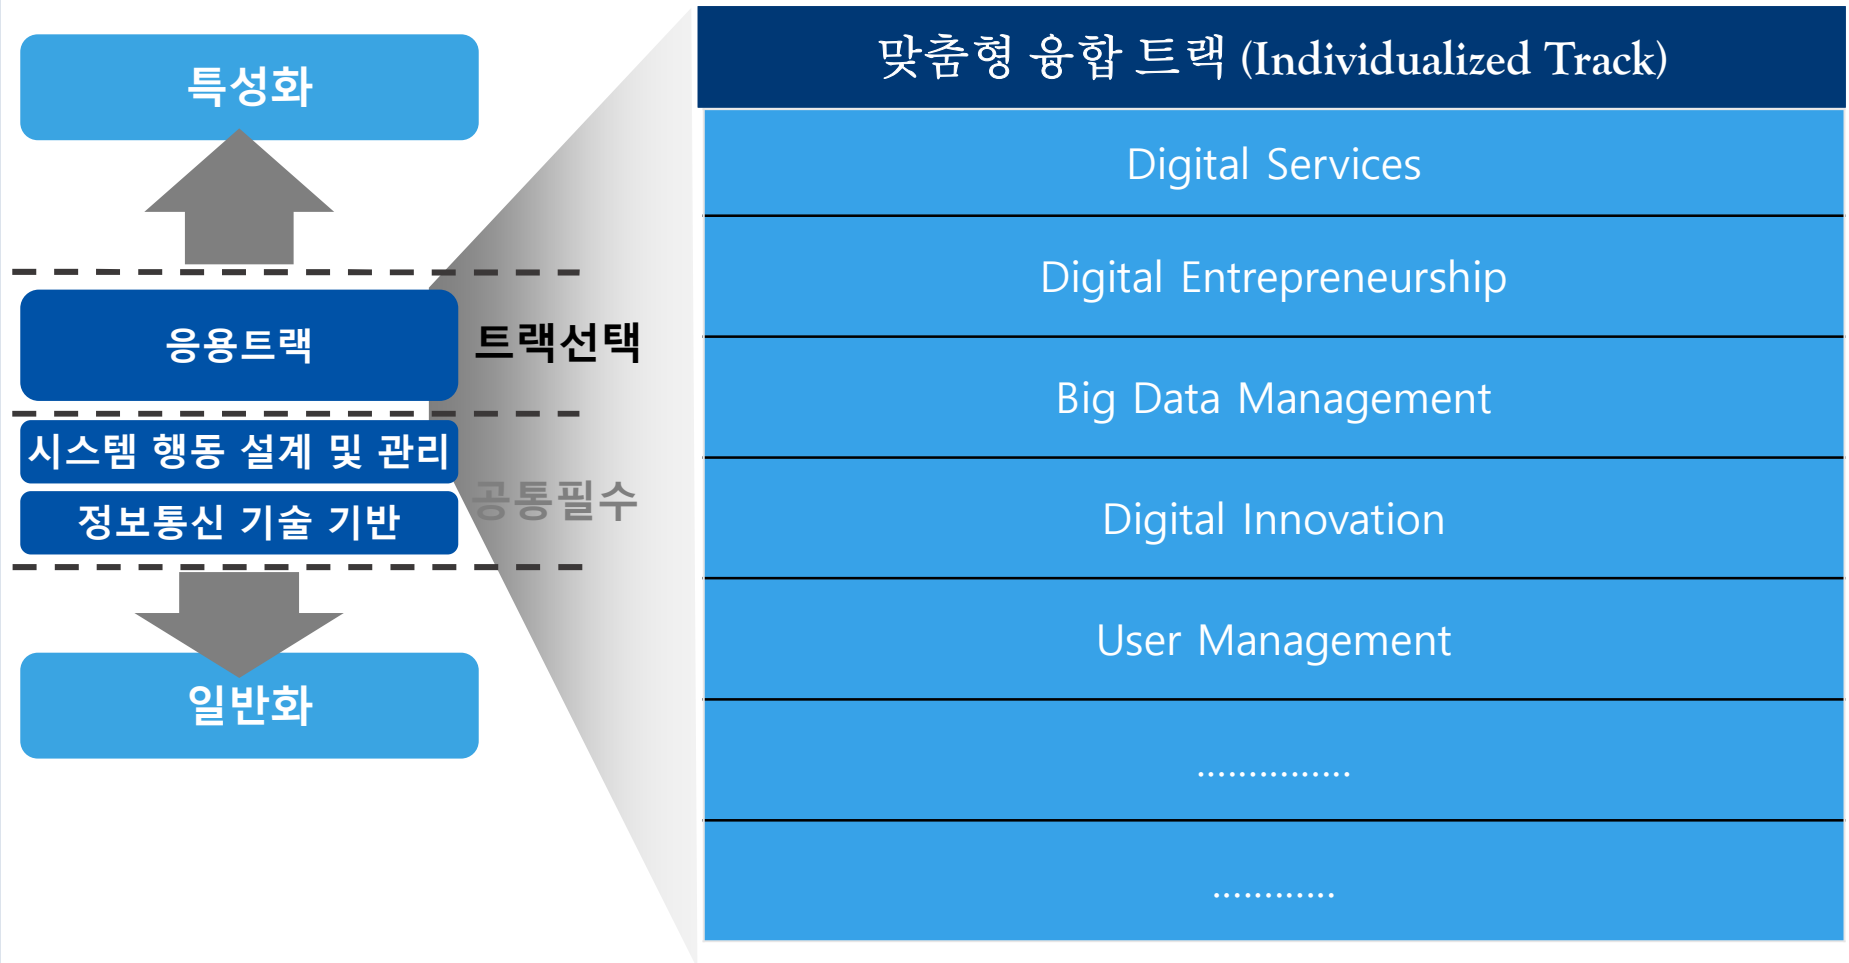 특성화
응용트랙
트랙선택
시스템 행동 설계 및 관리
정보통신 기술 기반
공통필수
일반화
맞춤형 융합 트랙 (Individualized Track)
Digital Services
Digital Entrepreneurship
Big Data Management
Digital Innovation
User Management
...............
............